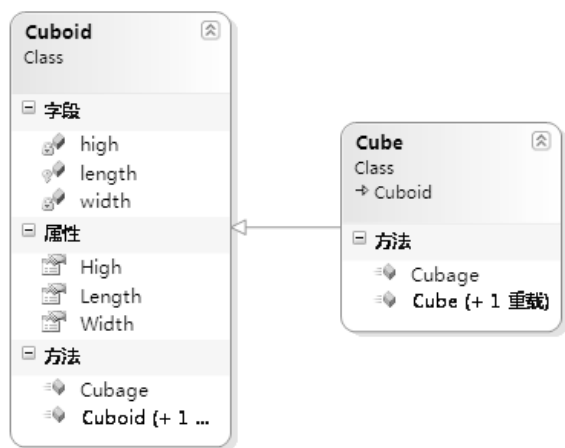 Cuboid
Class
字段
high
length
width
属性
High
Length
Width
方法
Cubage
Cuboid (+ 1 ...
Cube
Class
Cuboid
方法
Cubage
Cube (+ 1 重载)